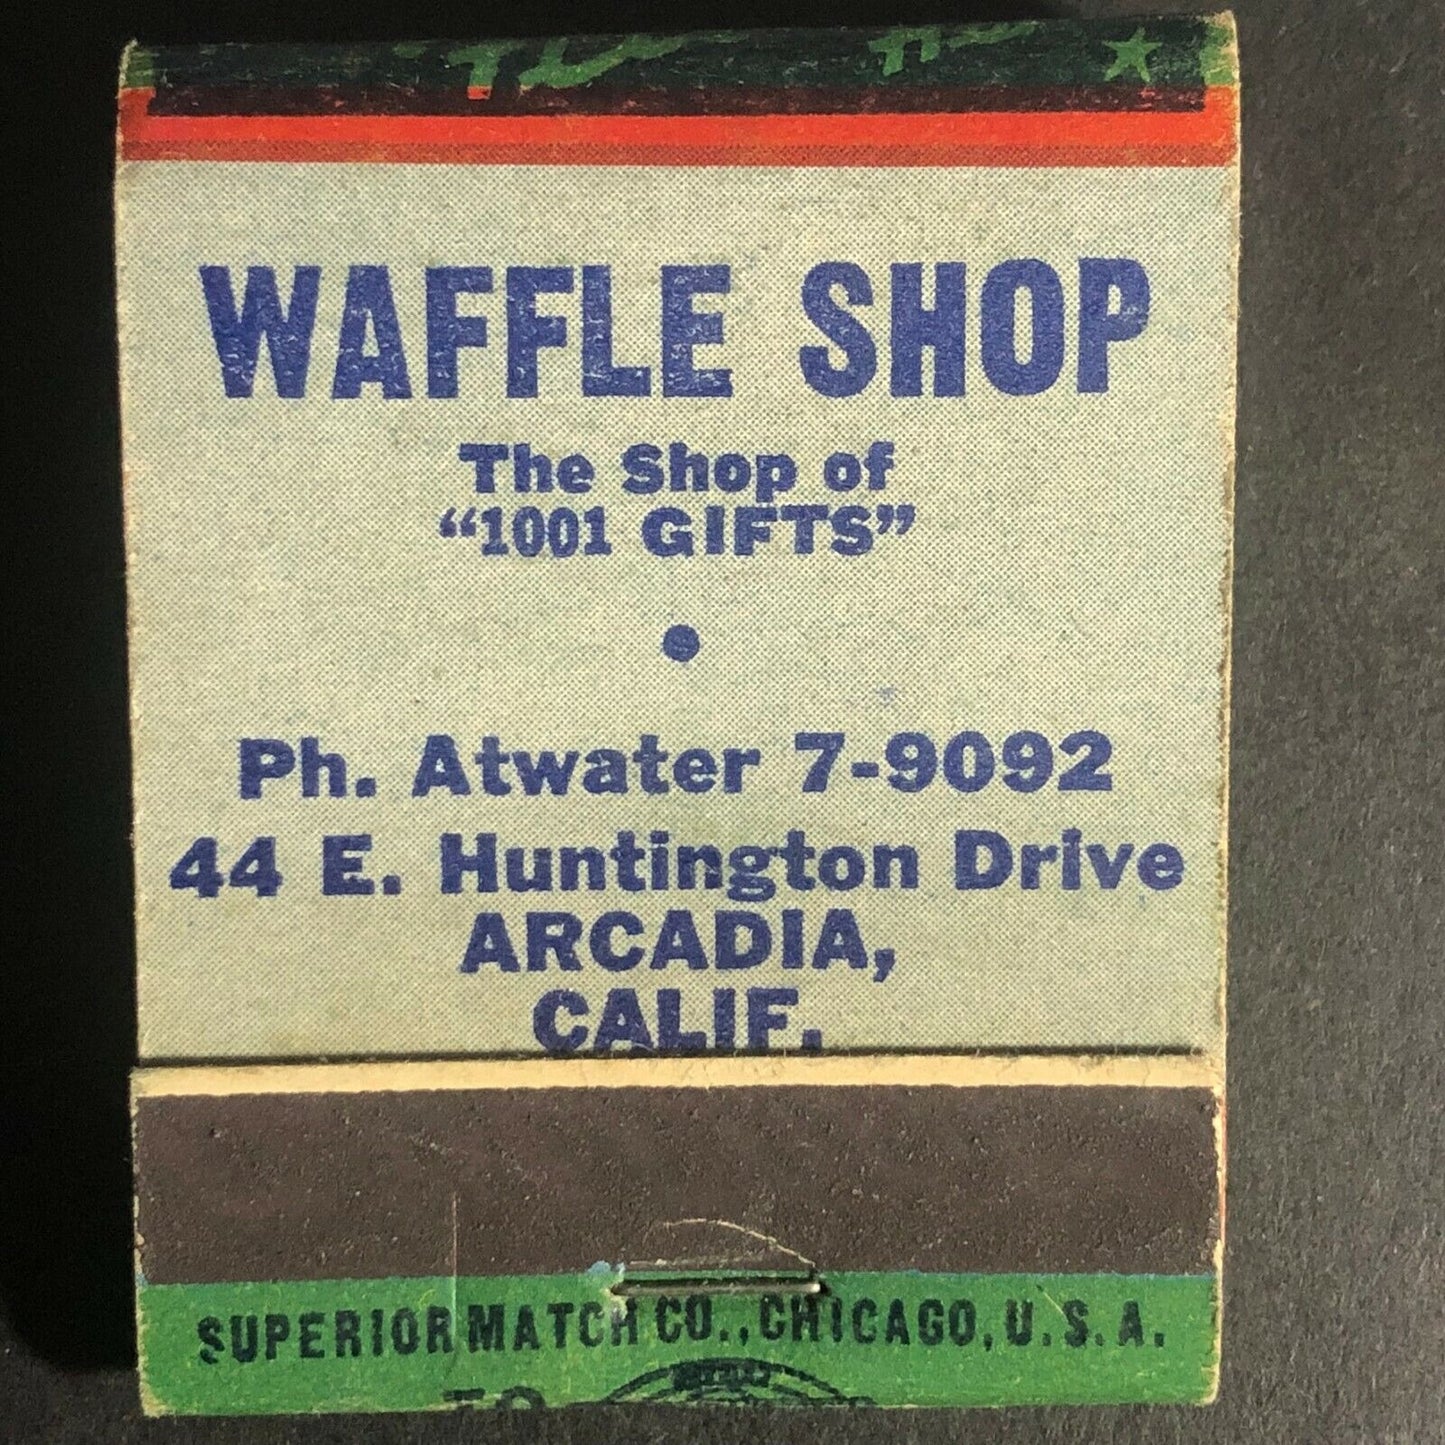 WAFFLE SHOP
The Shop of
“1001 GIFTS”
Ph. Atwater 7-9092
44 E. Huntington Drive
ARCADIA,
CALIF.
SUPERIOR MATCH CO., CHICAGO, U.S.A.